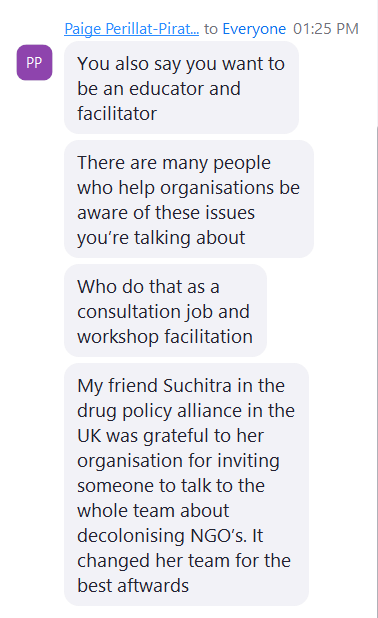 Paige Perillat-Pirat... to Everyone 01:25 PM
PP
You also say you want to
be an educator and
facilitator
There are many people
who help organisations be
aware of these issues
you're talking about
Who do that as a
consultation job and
workshop facilitation
My friend Suchitra in the
drug policy alliance in the
UK was grateful to her
organisation for inviting
someone to talk to the
whole team about
decolonising NGO's. It
changed her team for the
best aftwards